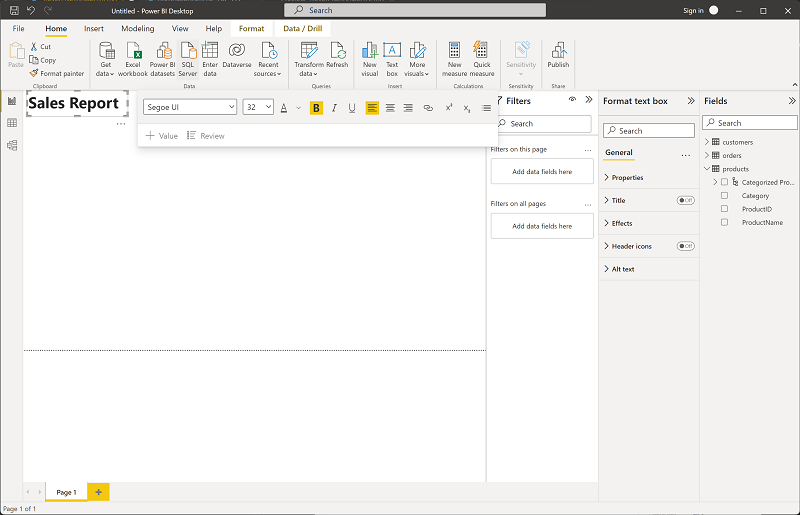 Untitled - Power BI Desktop
Search
Sign in
File
Home
Insert
Modeling
View
Help
Format
Data / Drill
Paste
Cut
Copy
Format painter
Clipboard
Get data
Excel workbook
Power BI datasets
SQL Server
Enter data
Dataverse
Recent sources
Data
Transform data
Refresh
Queries
New visual
Text box
More visuals
Insert
New measure
Quick measure
Calculations
Sensitivity
Sensitivity
Publish
Share
Sales Report
Segoe UI
32
A
B
I
U
x²
x₂
Value
Review
Filters
Search
Filters on this page
Add data fields here
Filters on all pages
Add data fields here
Format text box
Search
General
Properties
Title
Off
Effects
Header icons
Off
Alt text
Fields
Search
customers
orders
products
Categorized Pro...
Category
ProductID
ProductName
Page 1
Page 1 of 1